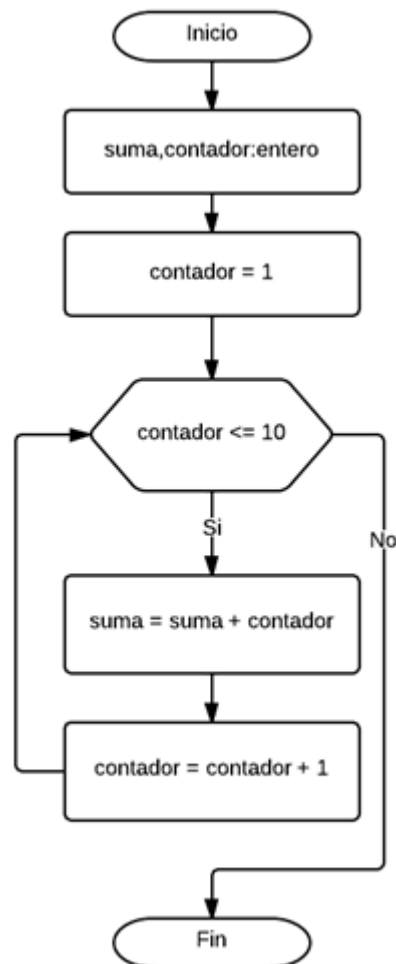 Inicio
suma,contador:entero
contador = 1
contador <= 10
Si
No
suma = suma + contador
contador = contador + 1
Fin